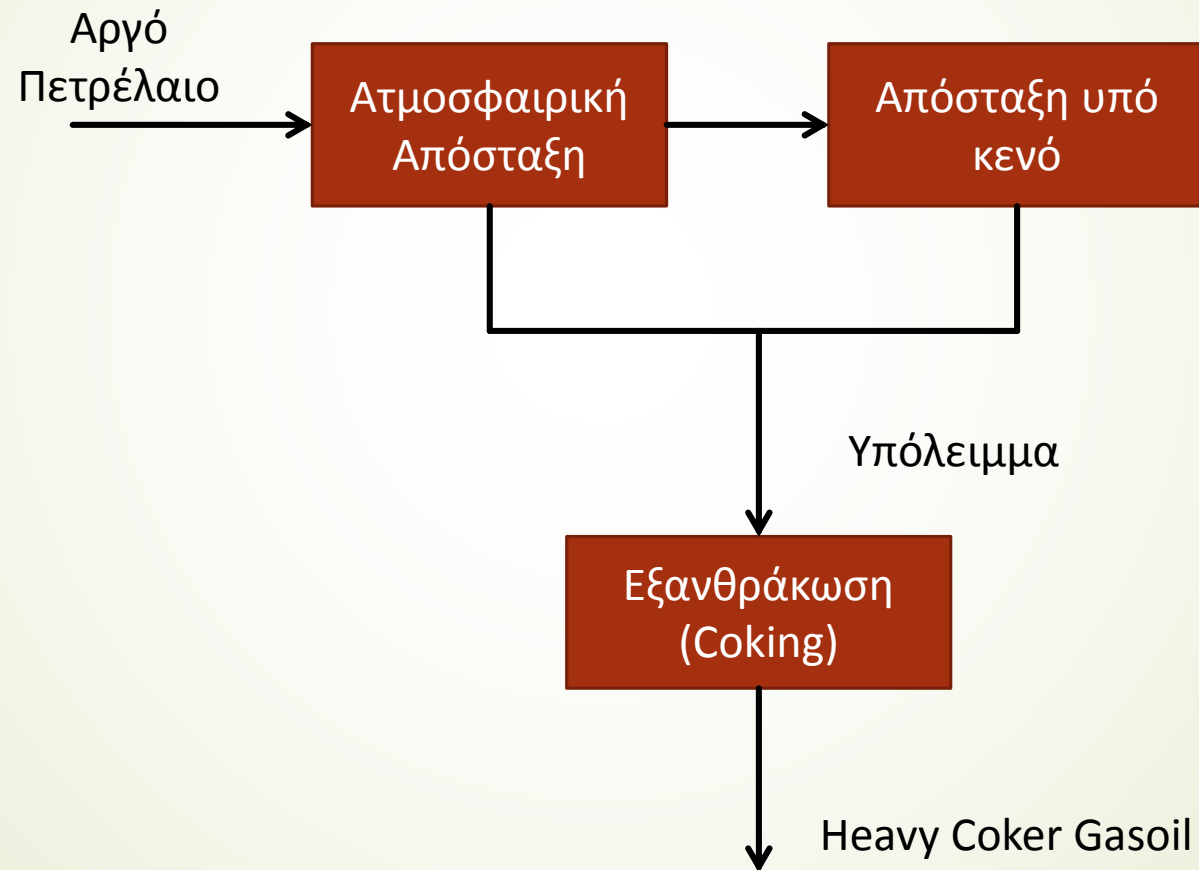 Αργό
Πετρέλαιο
Ατμοσφαιρική
Απόσταξη
Απόσταξη υπό
κενό
Υπόλειμμα
Εξανθράκωση
(Coking)
Heavy Coker Gasoil